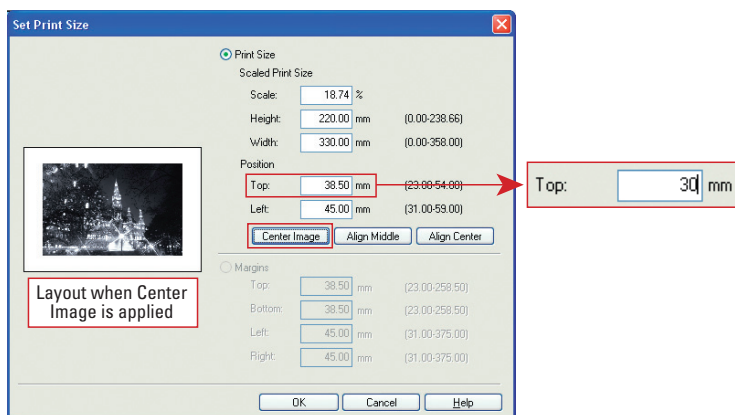 Set Print Size
Print Size
Scaled Print Size
Scale: 18.74 %
Height: 220.00 mm (0.00-238.66)
Width: 330.00 mm (0.00-358.00)
Position
Top: 38.50 mm (23.00-54.00)
Left: 45.00 mm (31.00-59.00)
Center Image Align Middle Align Center
Margins
Top: 38.50 mm (23.00-258.50)
Bottom: 38.50 mm (23.00-258.50)
Left: 45.00 mm (31.00-375.00)
Right: 45.00 mm (31.00-375.00)
OK Cancel Help
Layout when Center
Image is applied
Top: 30 mm